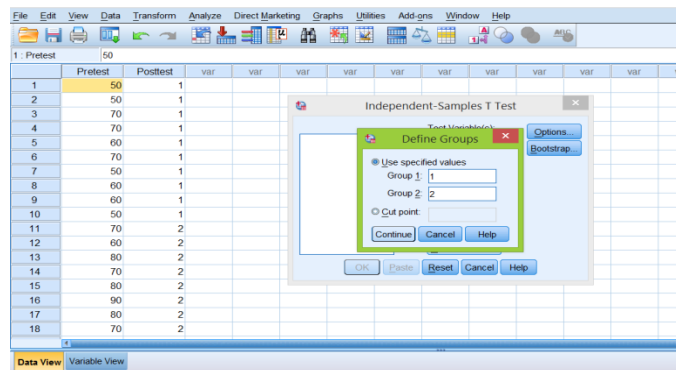 File Edit View Data Transform Analyze Direct Marketing Graphs Utilities Add-ons Window Help
1 : Pretest 50
Pretest Posttest var var var var var var var var var var
1 50 1
2 50 1
3 70 1
4 70 1
5 60 1
6 70 1
7 50 1
8 60 1
9 60 1
10 50 1
11 70 2
12 60 2
13 80 2
14 70 2
15 80 2
16 90 2
17 80 2
18 70 2
Independent-Samples T Test
Test Variable(s):
Options...
Bootstrap...
Define Groups
Use specified values
Group 1: 1
Group 2: 2
Cut point:
Continue Cancel Help
OK Paste Reset Cancel Help
Data View Variable View